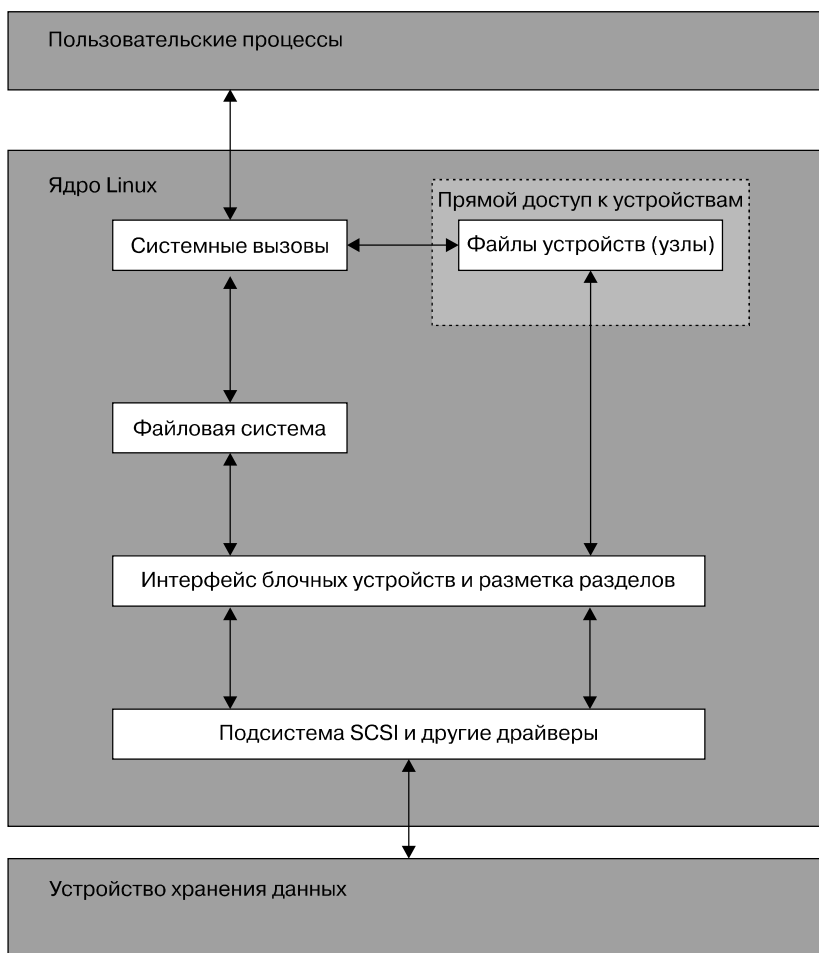 Пользовательские процессы
Ядро Linux
Прямой доступ к устройствам
Системные вызовы
Файлы устройств (узлы)
Файловая система
Интерфейс блочных устройств и разметка разделов
Подсистема SCSI и другие драйверы
Устройство хранения данных